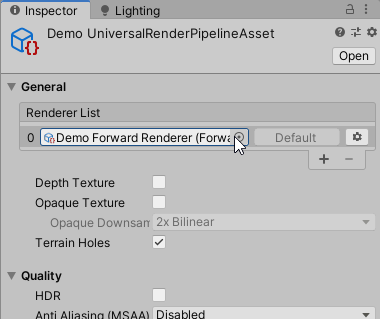 Inspector Lighting
Demo UniversalRenderPipelineAsset
Open
General
Renderer List
0 Demo Forward Renderer (Forwa Default
Depth Texture
Opaque Texture
Opaque Downsam 2x Bilinear
Terrain Holes
Quality
HDR
Anti Aliasing (MSAA) Disabled